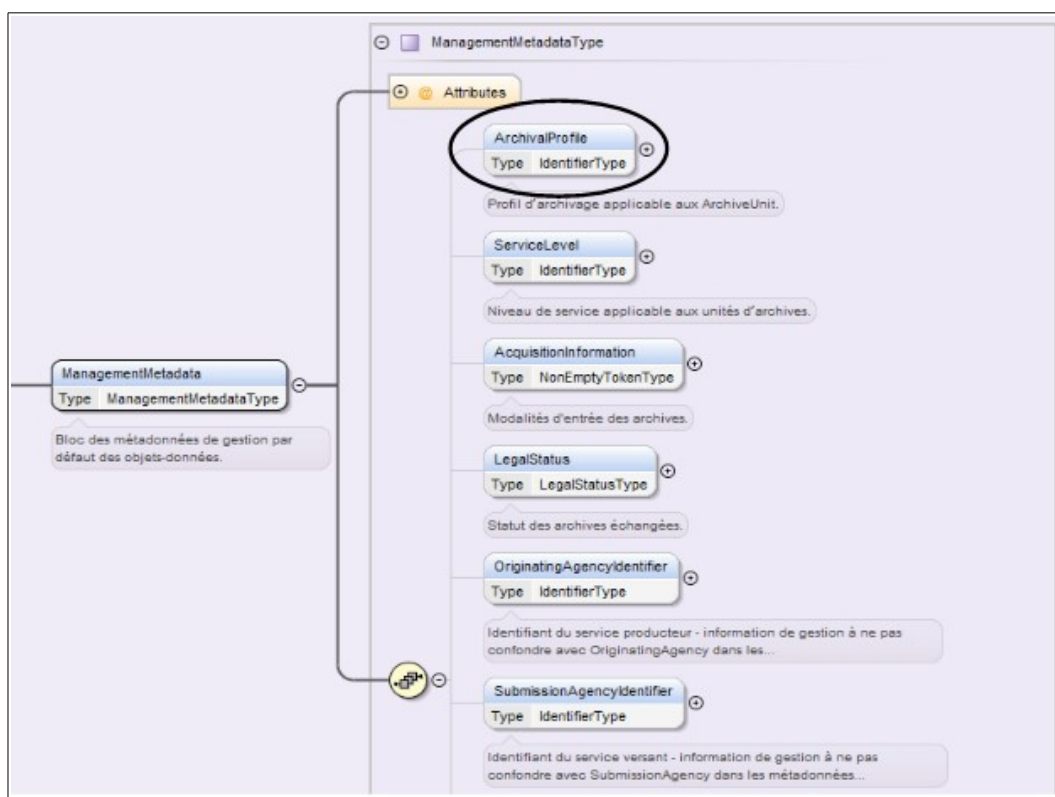 ManagementMetadataType
Attributes
ArchivalProfile
Type IdentifierType
Profil d'archivage applicable aux ArchiveUnit.
ServiceLevel
Type IdentifierType
Niveau de service applicable aux unités d'archives.
AcquisitionInformation
Type NonEmptyTokenType
Modalités d'entrée des archives.
ManagementMetadata
Type ManagementMetadataType
Bloc des métadonnées de gestion par
défaut des objets-données.
LegalStatus
Type LegalStatusType
Statut des archives échangées.
OriginatingAgencyIdentifier
Type IdentifierType
Identifiant du service producteur - information de gestion à ne pas
confondre avec OriginatingAgency dans les...
SubmissionAgencyIdentifier
Type IdentifierType
Identifiant du service versant - information de gestion à ne pas
confondre avec SubmissionAgency dans les métadonnées...